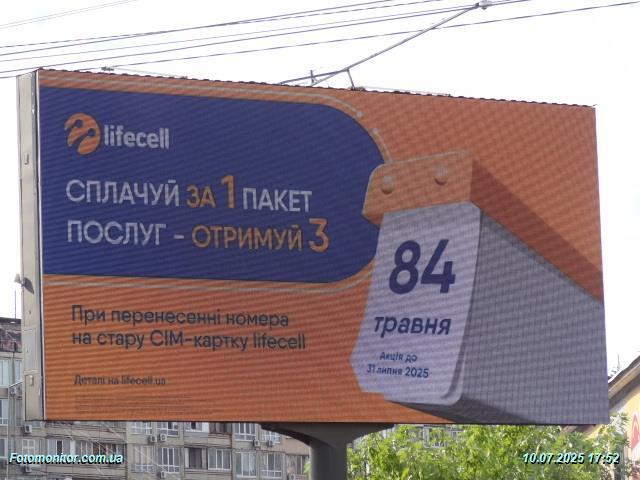 lifecell
СПЛАЧУЙ ЗА 1 ПАКЕТ
ПОСЛУГ - ОТРИМУЙ 3
При перенесенні номера
на стару СІМ-картку lifecell
Деталі на lifecell.ua
84
травня
Акція до
31 липня 2025
Fotomonitor.com.ua
10.07.2025 17:52